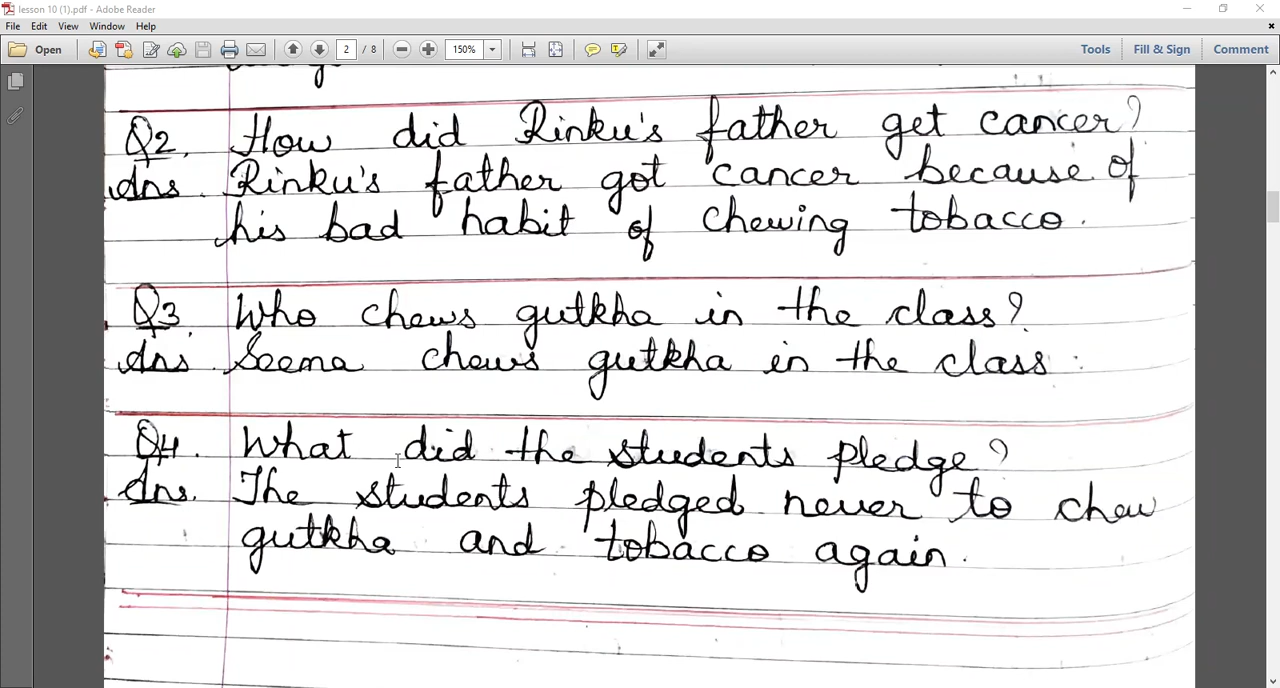 lesson 10 (1).pdf - Adobe Reader
File Edit View Window Help
Open 2 / 8 150% Tools Fill & Sign Comment
Q2. How did Rinku's father get cancer?
Ans. Rinku's father got cancer because of
his bad habit of chewing tobacco.
Q3. Who chews gutkha in the class?
Ans. Seema chews gutkha in the class.
Q4. What did the students pledge?
Ans. The students pledged never to chew
gutkha and tobacco again.